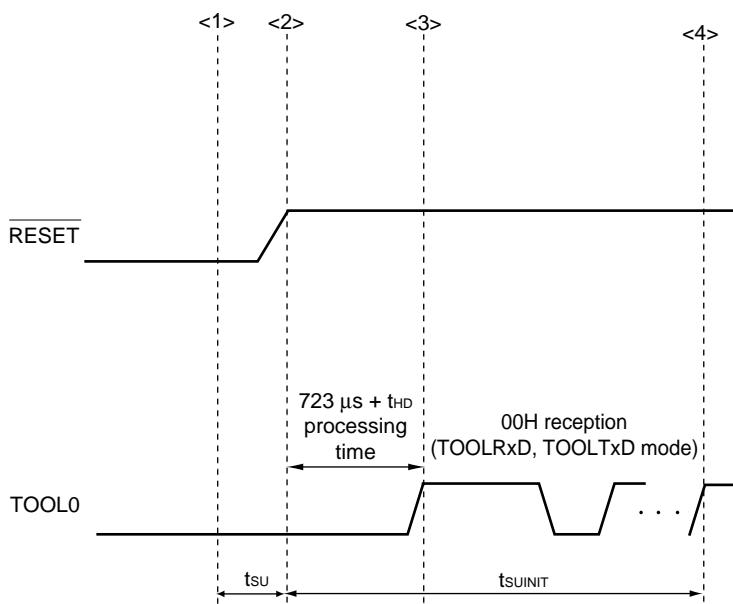 <1>
<2>
<3>
<4>
RESET
723 μs + tHD
processing
time
00H reception
(TOOLRxD, TOOLTxD mode)
TOOL0
. . .
tSU
tSUINIT